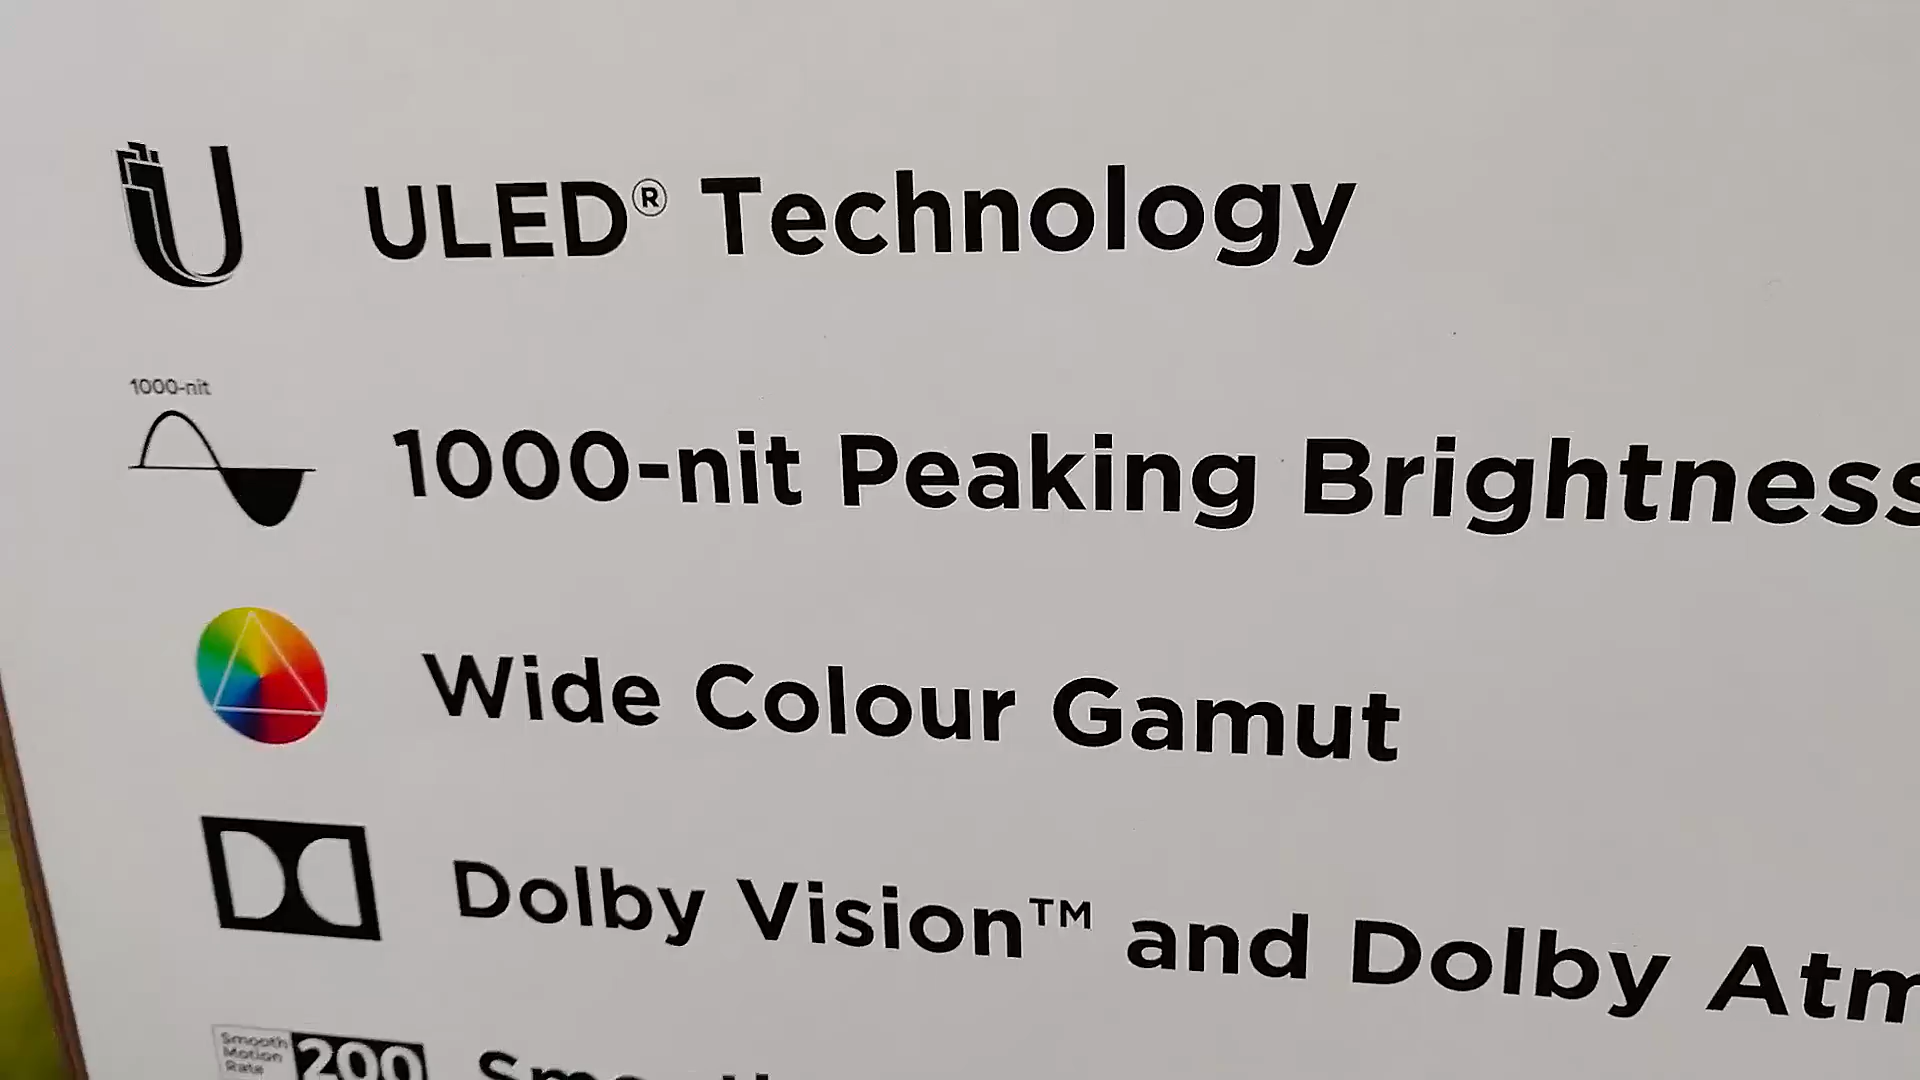 ULED® Technology
1000-nit
1000-nit Peaking Brightness
Wide Colour Gamut
Dolby Vision™ and Dolby
Smooth
Motion
Rate
200